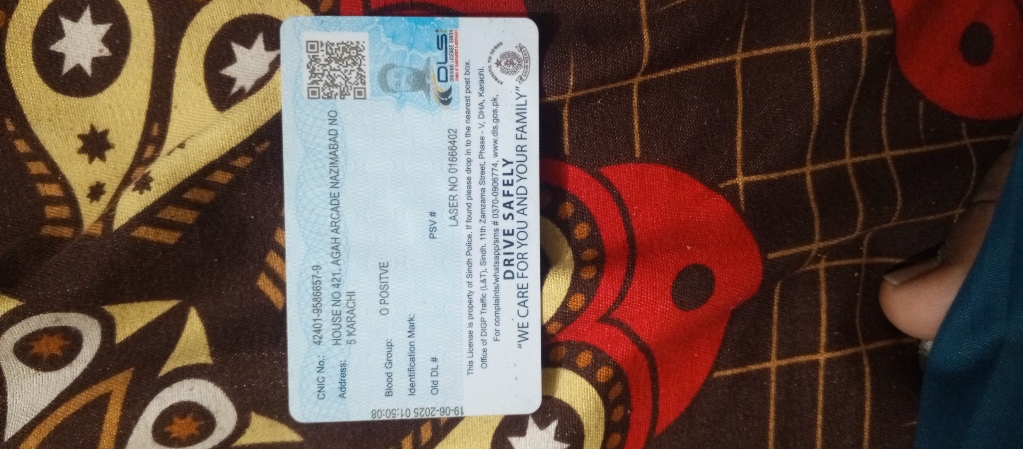 CNIC No.: 42401-9586657-9
Address: HOUSE NO 421, AGAH ARCADE NAZIMABAD NO
5 KARACHI
Blood Group: O POSITVE
Identification Mark:
Old DL # PSV #
LASER NO 01666402
19-06-2025 01:50:08
DLS
This License is property of Sindh Police. If found please drop in to the nearest post box.
Office of DIGP Traffic (L&T), Sindh, 11th Zamzama Street, Phase - V, DHA, Karachi.
For complaints/whatsapp/sms # 0370-0906774, www.dls.gos.pk,
DRIVE SAFELY
"WE CARE FOR YOU AND YOUR FAMILY"